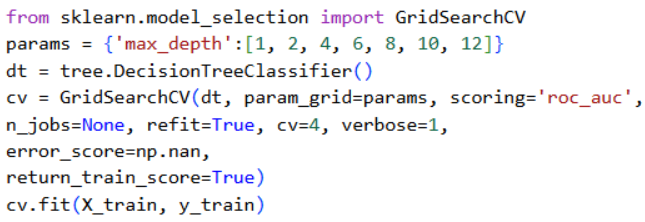 from sklearn.model_selection import GridSearchCV
params = {'max_depth':[1, 2, 4, 6, 8, 10, 12]}
dt = tree.DecisionTreeClassifier()
cv = GridSearchCV(dt, param_grid=params, scoring='roc_auc',
n_jobs=None, refit=True, cv=4, verbose=1,
error_score=np.nan,
return_train_score=True)
cv.fit(X_train, y_train)